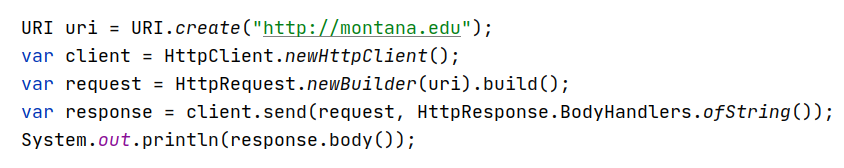 URI uri = URI.create("http://montana.edu");
var client = HttpClient.newHttpClient();
var request = HttpRequest.newBuilder(uri).build();
var response = client.send(request, HttpResponse.BodyHandlers.ofString());
System.out.println(response.body());